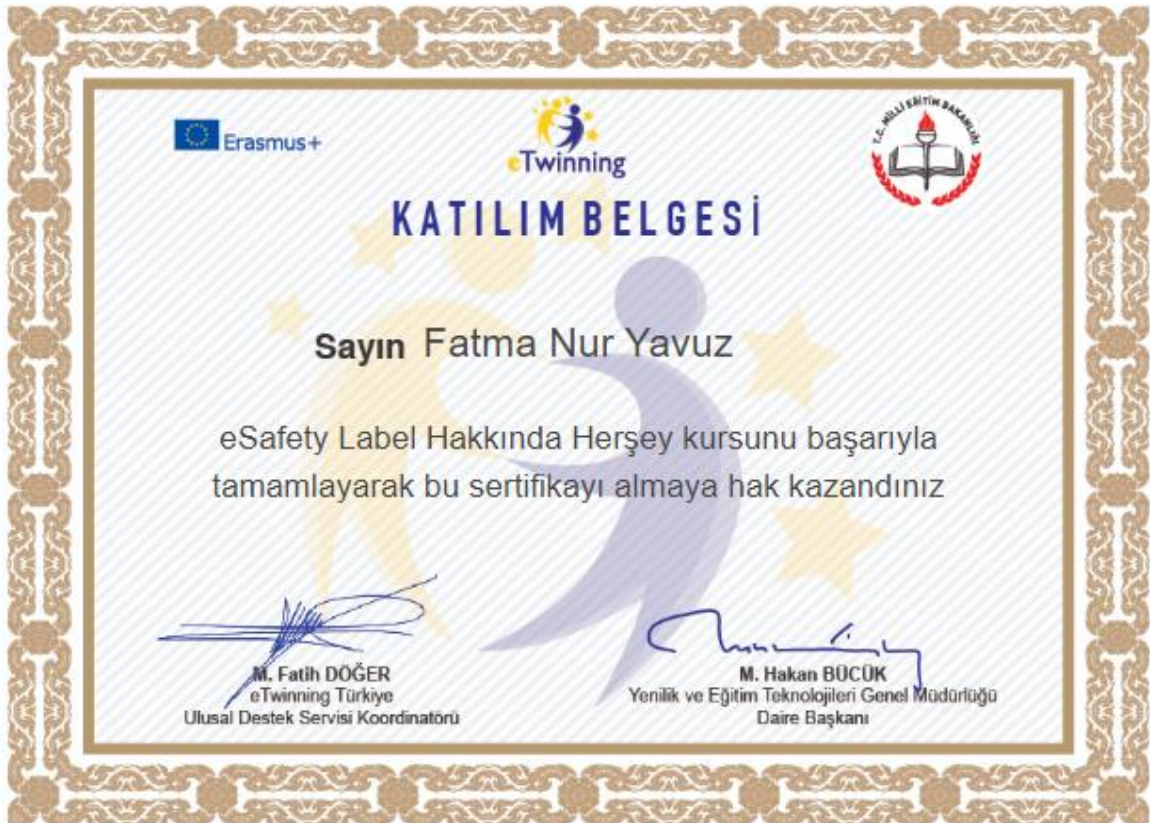 Erasmus+
eTwinning
T.C. MİLLİ EĞİTİM BAKANLIĞI
KATILIM BELGESİ
Sayın Fatma Nur Yavuz
eSafety Label Hakkında Herşey kursunu başarıyla
tamamlayarak bu sertifikayı almaya hak kazandınız
M. Fatih DÖĞER
eTwinning Türkiye
Ulusal Destek Servisi Koordinatörü
M. Hakan BÜCÜK
Yenilik ve Eğitim Teknolojileri Genel Müdürlüğü
Daire Başkanı